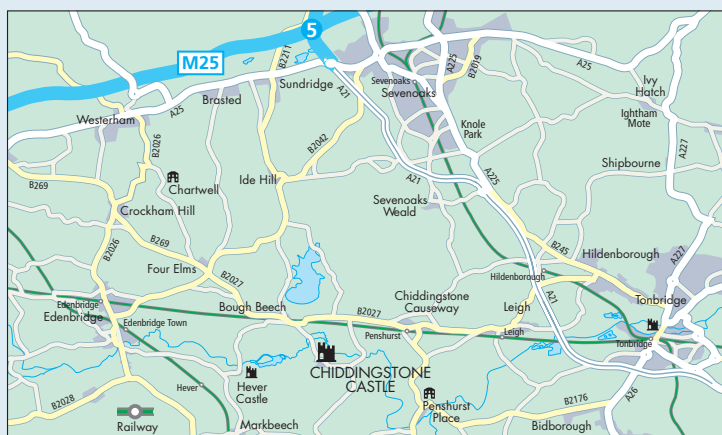 5
M25
B2211
A225
B2019
A25
Ivy
Hatch
Sevenoaks
Sevenoaks
Sundridge
A21
Brasted
A25
Westerham
Ightham
Mote
Knole
Park
A227
B2026
B2042
Shipbourne
B269
Chartwell
Ide Hill
A21
A225
Sevenoaks
Weald
Crockham Hill
B269
B2026
B245
Hildenborough
A227
Four Elms
B2027
Hildenborough
A21
Tonbridge
Edenbridge
Edenbridge
Edenbridge Town
Bough Beech
Chiddingstone
Causeway
B2027
Leigh
Penshurst
Leigh
Tonbridge
CHIDDINGSTONE
CASTLE
Hever
Hever
Castle
B2028
Penshurst
Place
B2176
A26
Railway
Markbeech
Bidborough